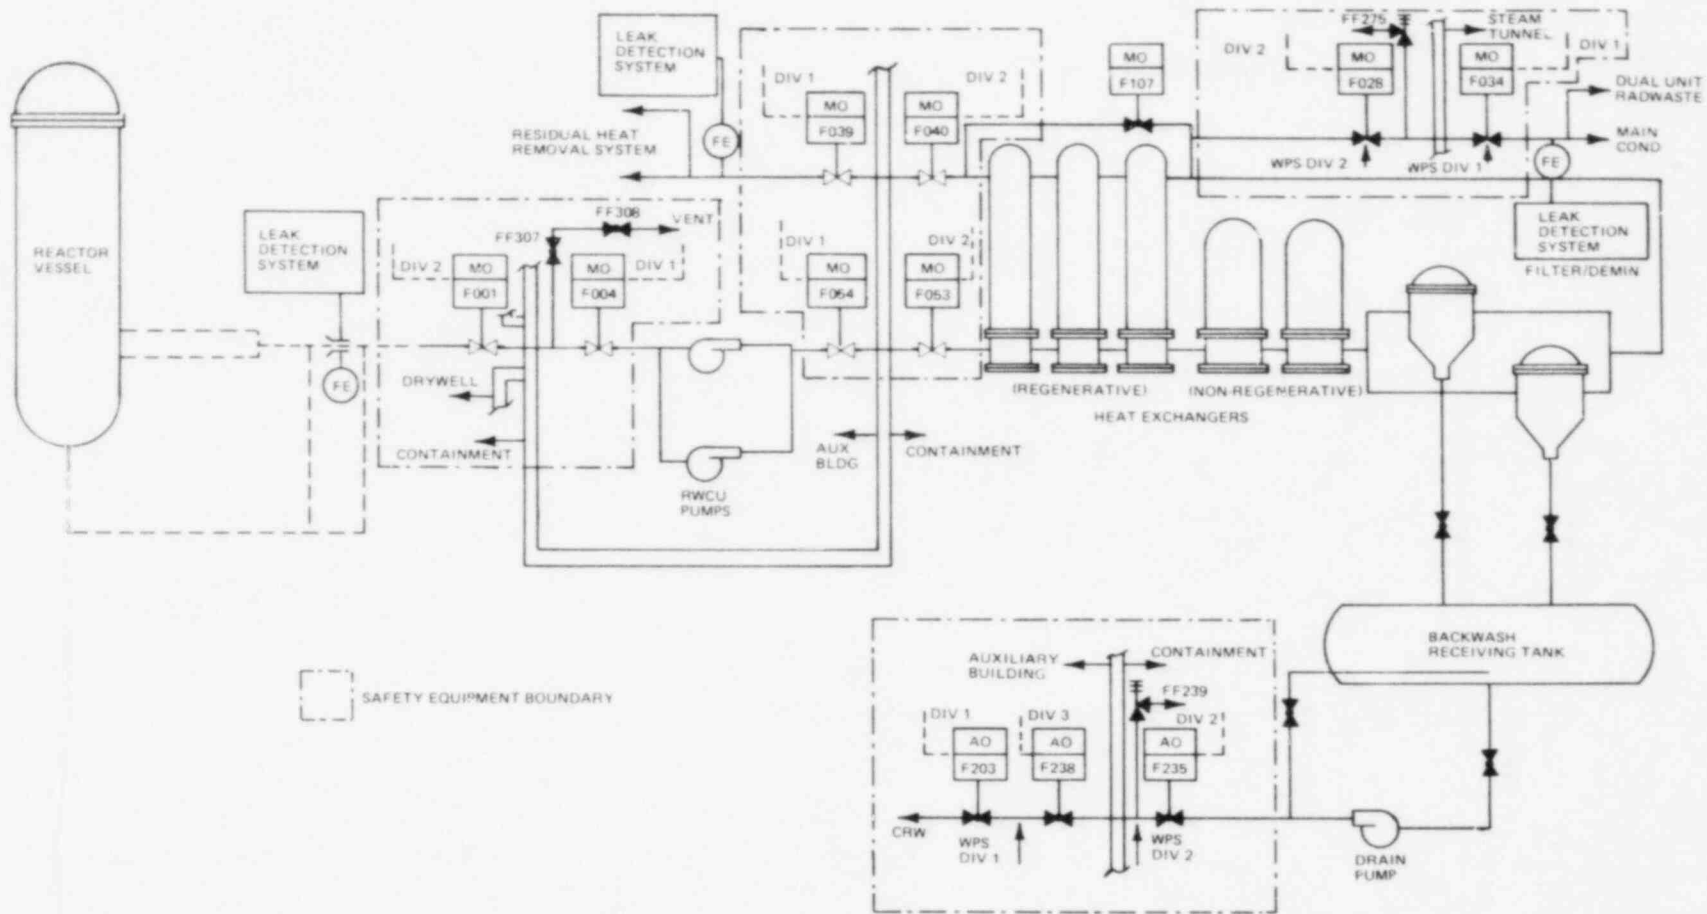 LEAK
DETECTION
SYSTEM
DIV 1
DIV 2
MO
F039
MO
F040
MO
F107
RESIDUAL HEAT
REMOVAL SYSTEM
FE
FF275
STEAM
TUNNEL
DIV 2
DIV 1
MO
F028
MO
F034
DUAL UNIT
RADWASTE
MAIN
COND
WPS DIV 2
WPS DIV 1
FE
LEAK
DETECTION
SYSTEM
FILTER/DEMIN
REACTOR
VESSEL
LEAK
DETECTION
SYSTEM
FE
FF308
VENT
FF307
DIV 2
DIV 1
MO
F001
MO
F004
DIV 1
DIV 2
MO
F054
MO
F053
DRYWELL
CONTAINMENT
RWCU
PUMPS
AUX
BLDG
CONTAINMENT
(REGENERATIVE)
(NON-REGENERATIVE)
HEAT EXCHANGERS
BACKWASH
RECEIVING TANK
SAFETY EQUIPMENT BOUNDARY
AUXILIARY
BUILDING
CONTAINMENT
FF239
DIV 1
DIV 3
DIV 2
AO
F203
AO
F238
AO
F235
CRW
WPS
DIV 1
WPS
DIV 2
DRAIN
PUMP